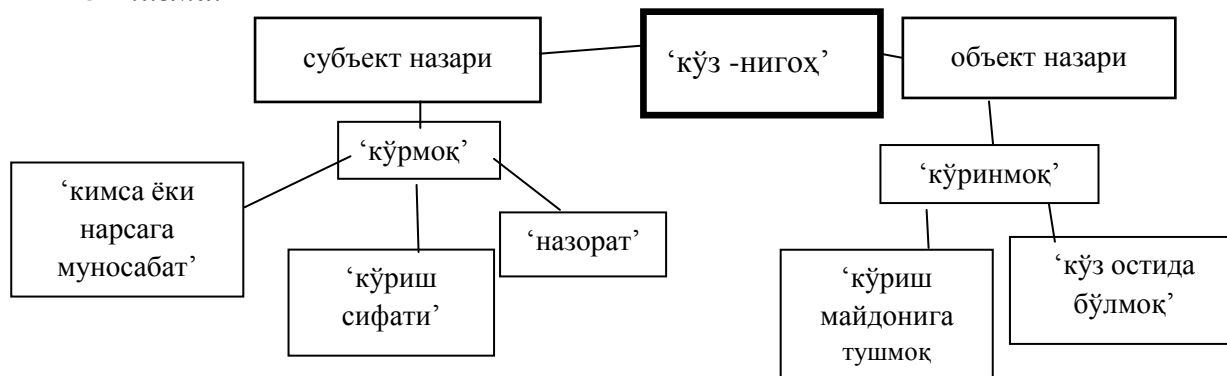 субъект назари
‘кўз -нигоҳ’
объект назари
‘кўрмоқ’
‘кўринмоқ’
‘кимса ёки
нарсага
муносабат’
‘назорат’
‘кўриш
сифати’
‘кўриш
майдонига
тушмоқ
‘кўз остида
бўлмоқ’